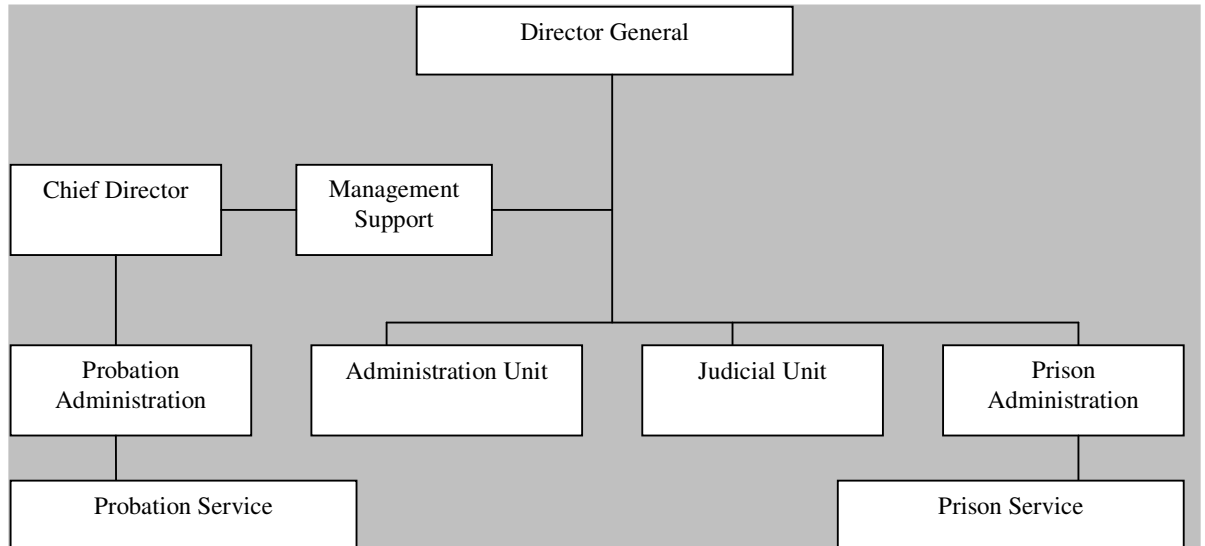 Director General
Chief Director
Management
Support
Probation
Administration
Administration Unit
Judicial Unit
Prison
Administration
Probation Service
Prison Service